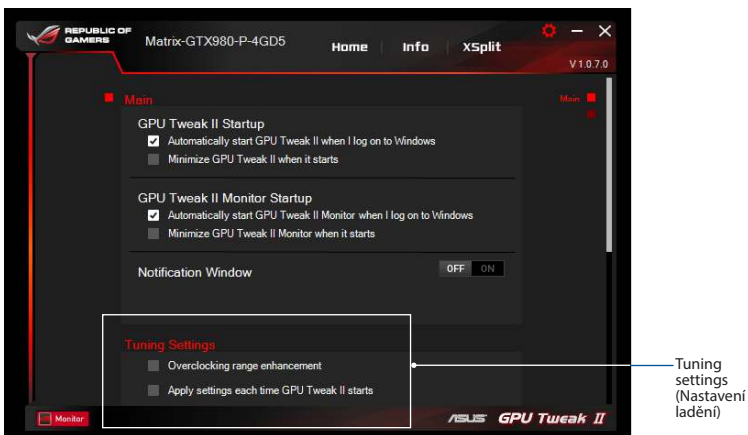 REPUBLIC OF
GAMERS
Matrix-GTX980-P-4GD5
Home
Info
XSplit
V 1.0.7.0
Main
Main
GPU Tweak II Startup
Automatically start GPU Tweak II when I log on to Windows
Minimize GPU Tweak II when it starts
GPU Tweak II Monitor Startup
Automatically start GPU Tweak II Monitor when I log on to Windows
Minimize GPU Tweak II Monitor when it starts
Notification Window
OFF ON
Tuning Settings
Overclocking range enhancement
Apply settings each time GPU Tweak II starts
Tuning
settings
(Nastavení
ladění)
Monitor
ASUS GPU Tweak II